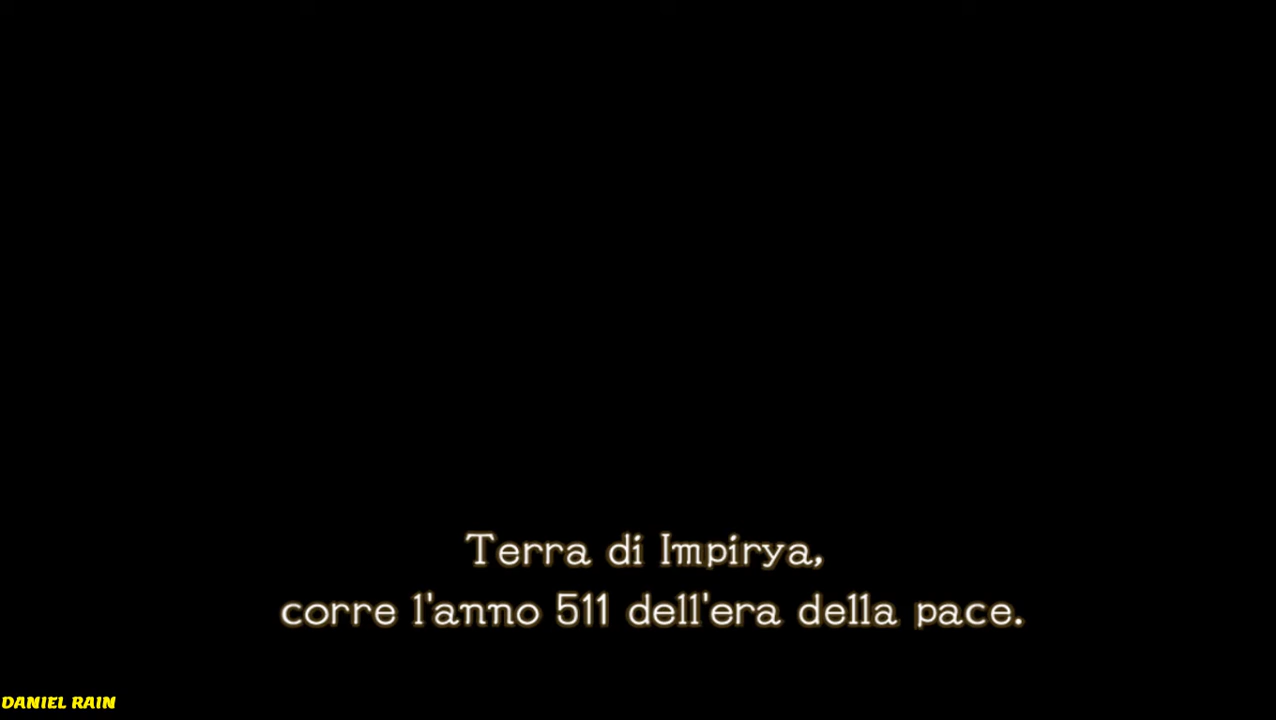 Terra di Impirya,
corre l'anno 511 dell'era della pace.
DANIEL RAIN